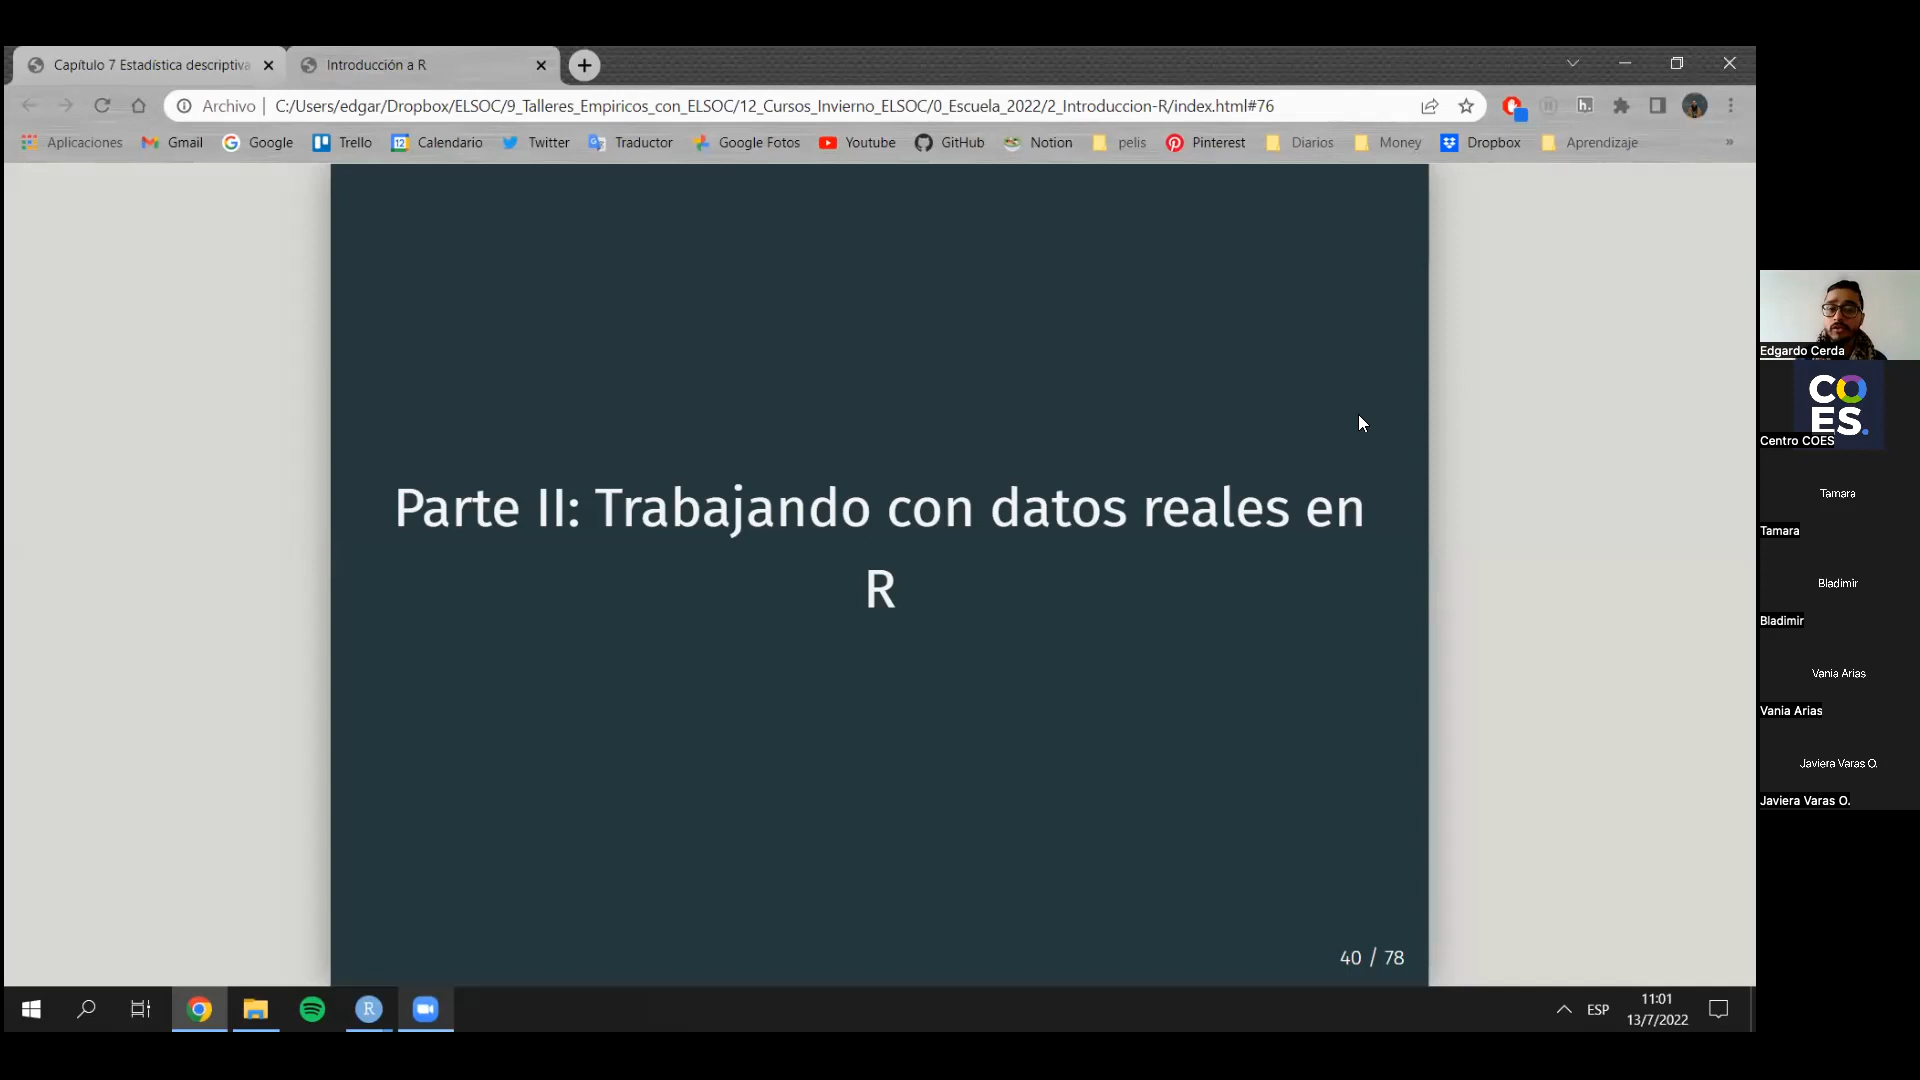 Capítulo 7 Estadística descriptiva
Introducción a R
Archivo
C:/Users/edgar/Dropbox/ELSOC/9_Talleres_Empiricos_con_ELSOC/12_Cursos_Invierno_ELSOC/0_Escuela_2022/2_Introduccion-R/index.html#76
h.
Aplicaciones
Gmail
Google
Trello
12
Calendario
Twitter
Traductor
Google Fotos
Youtube
GitHub
Notion
pelis
Pinterest
Diarios
Money
Dropbox
Aprendizaje
»
Parte II: Trabajando con datos reales en
R
40 / 78
Edgardo Cerda
CO
ES.
Centro COES
Tamara
Tamara
Bladimir
Bladimir
Vania Arias
Vania Arias
Javiera Varas O.
Javiera Varas O.
R
ESP
11:01
13/7/2022